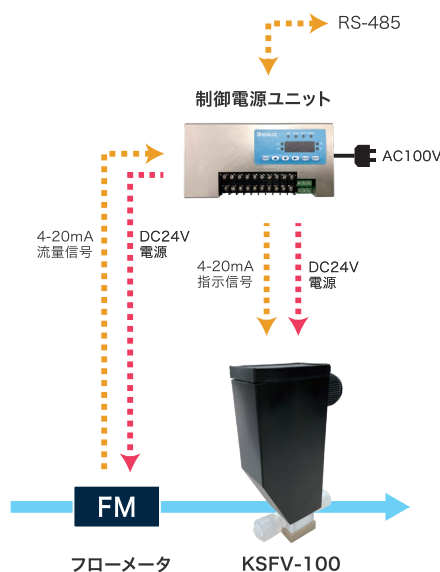 RS-485
制御電源ユニット
AC100V
4-20mA
流量信号
DC24V
電源
4-20mA
指示信号
DC24V
電源
FM
フローメータ
KSFV-100